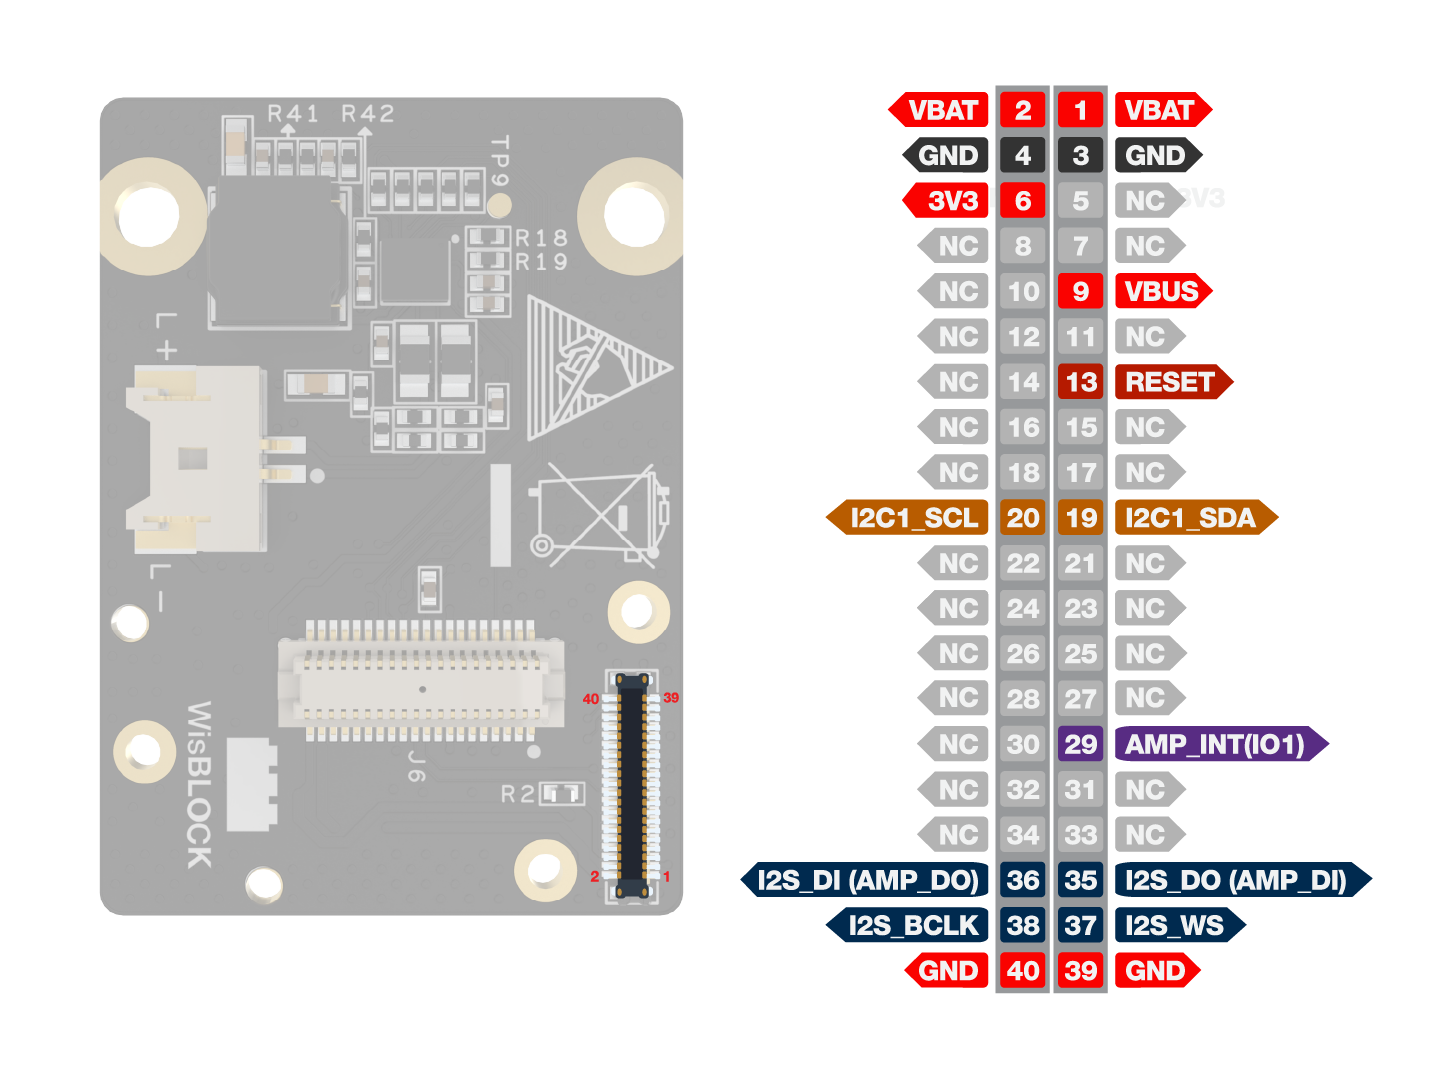 R41 R42
TP9
R18
R19
L+
L-
J6
WisBLOCK
R2
40 39
2 1
VBAT 2 1 VBAT
GND 4 3 GND
3V3 6 5 NC 3V3
NC 8 7 NC
NC 10 9 VBUS
NC 12 11 NC
NC 14 13 RESET
NC 16 15 NC
NC 18 17 NC
I2C1_SCL 20 19 I2C1_SDA
NC 22 21 NC
NC 24 23 NC
NC 26 25 NC
NC 28 27 NC
NC 30 29 AMP_INT(IO1)
NC 32 31 NC
NC 34 33 NC
I2S_DI (AMP_DO) 36 35 I2S_DO (AMP_DI)
I2S_BCLK 38 37 I2S_WS
GND 40 39 GND